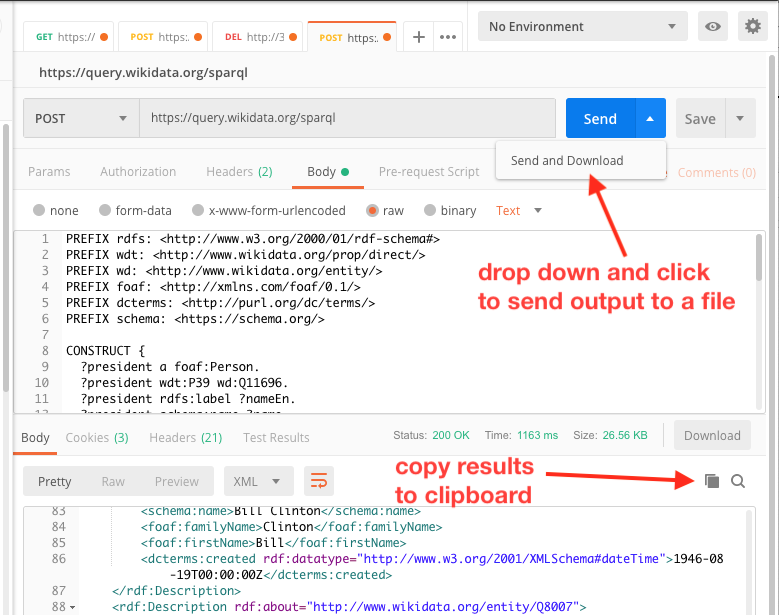 GET https:// POST https:. DEL http://3 POST https:. + ••• No Environment
https://query.wikidata.org/sparql
POST https://query.wikidata.org/sparql Send Save
Send and Download
Params Authorization Headers (2) Body Pre-request Script Comments (0)
none form-data x-www-form-urlencoded raw binary Text
1 PREFIX rdfs: <http://www.w3.org/2000/01/rdf-schema#>
2 PREFIX wdt: <http://www.wikidata.org/prop/direct/>
3 PREFIX wd: <http://www.wikidata.org/entity/>
4 PREFIX foaf: <http://xmlns.com/foaf/0.1/>
5 PREFIX dcterms: <http://purl.org/dc/terms/>
6 PREFIX schema: <https://schema.org/>
7
8 CONSTRUCT {
9 ?president a foaf:Person.
10 ?president wdt:P39 wd:Q11696.
11 ?president rdfs:label ?nameEn.
12 ?president schema:name ?name.
drop down and click
to send output to a file
Body Cookies (3) Headers (21) Test Results Status: 200 OK Time: 1163 ms Size: 26.56 KB Download
copy results
to clipboard
Pretty Raw Preview XML
83 <schema:name>Bill Clinton</schema:name>
84 <foaf:familyName>Clinton</foaf:familyName>
85 <foaf:firstName>Bill</foaf:firstName>
86 <dcterms:created rdf:datatype="http://www.w3.org/2001/XMLSchema#dateTime">1946-08
-19T00:00:00Z</dcterms:created>
87 </rdf:Description>
88 <rdf:Description rdf:about="http://www.wikidata.org/entity/Q8007">